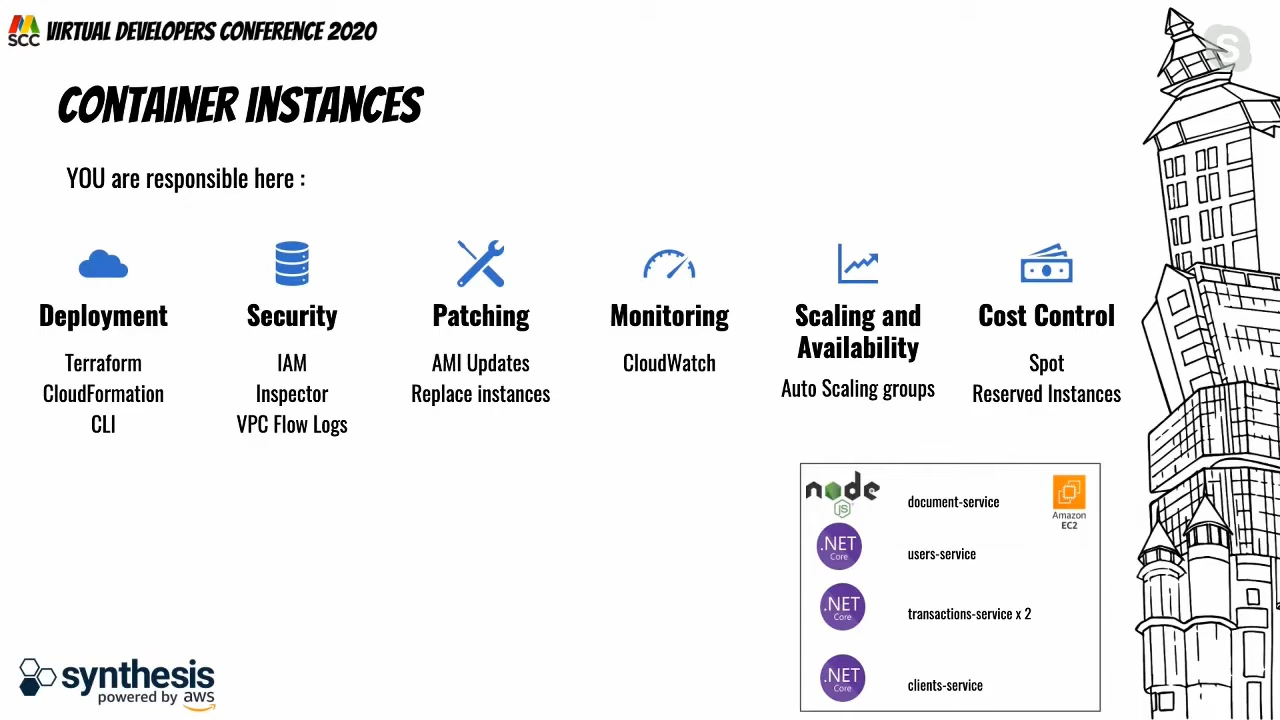 SCC VIRTUAL DEVELOPERS CONFERENCE 2020
S
CONTAINER INSTANCES
YOU are responsible here :
Deployment
Terraform
CloudFormation
CLI
Security
IAM
Inspector
VPC Flow Logs
Patching
AMI Updates
Replace instances
Monitoring
CloudWatch
Scaling and
Availability
Auto Scaling groups
Cost Control
Spot
Reserved Instances
node
JS
document-service
Amazon
EC2
.NET
Core
users-service
.NET
Core
transactions-service x 2
.NET
Core
clients-service
synthesis
powered by aws